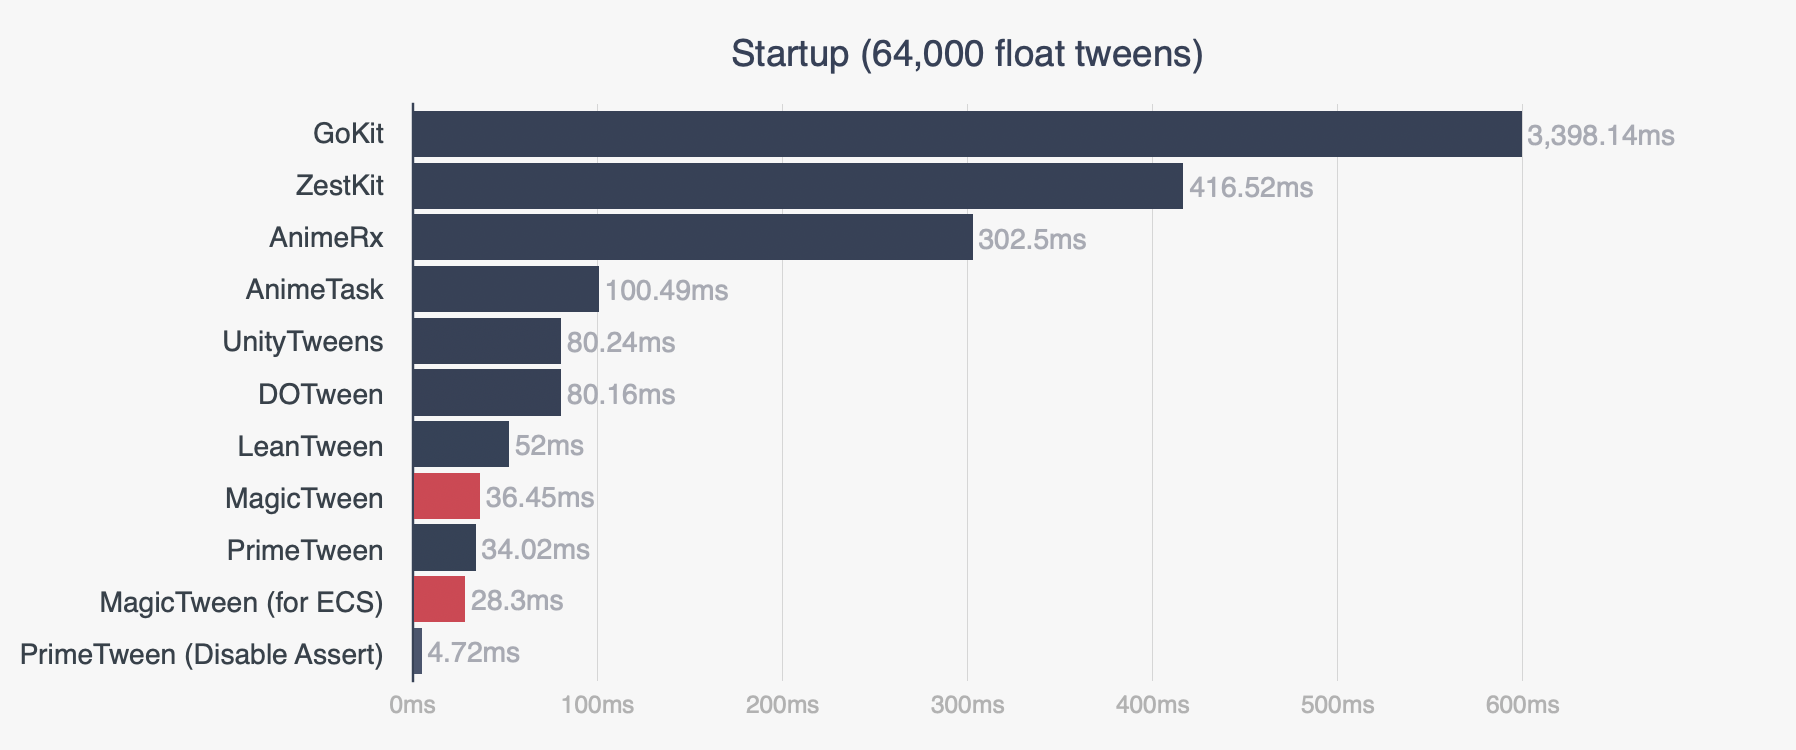 Startup (64,000 float tweens)
GoKit 3,398.14ms
ZestKit 416.52ms
AnimeRx 302.5ms
AnimeTask 100.49ms
UnityTweens 80.24ms
DOTween 80.16ms
LeanTween 52ms
MagicTween 36.45ms
PrimeTween 34.02ms
MagicTween (for ECS) 28.3ms
PrimeTween (Disable Assert) 4.72ms
0ms 100ms 200ms 300ms 400ms 500ms 600ms